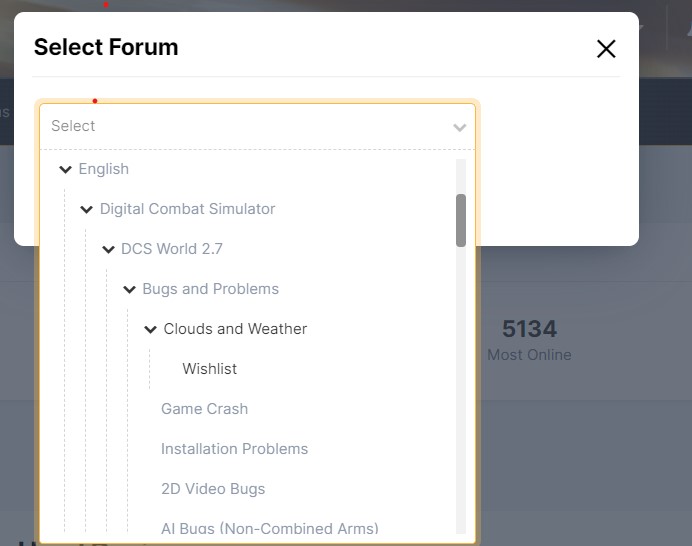 Select Forum
Select
English
Digital Combat Simulator
DCS World 2.7
Bugs and Problems
Clouds and Weather
Wishlist
Game Crash
Installation Problems
2D Video Bugs
AI Bugs (Non-Combined Arms)
5134
Most Online